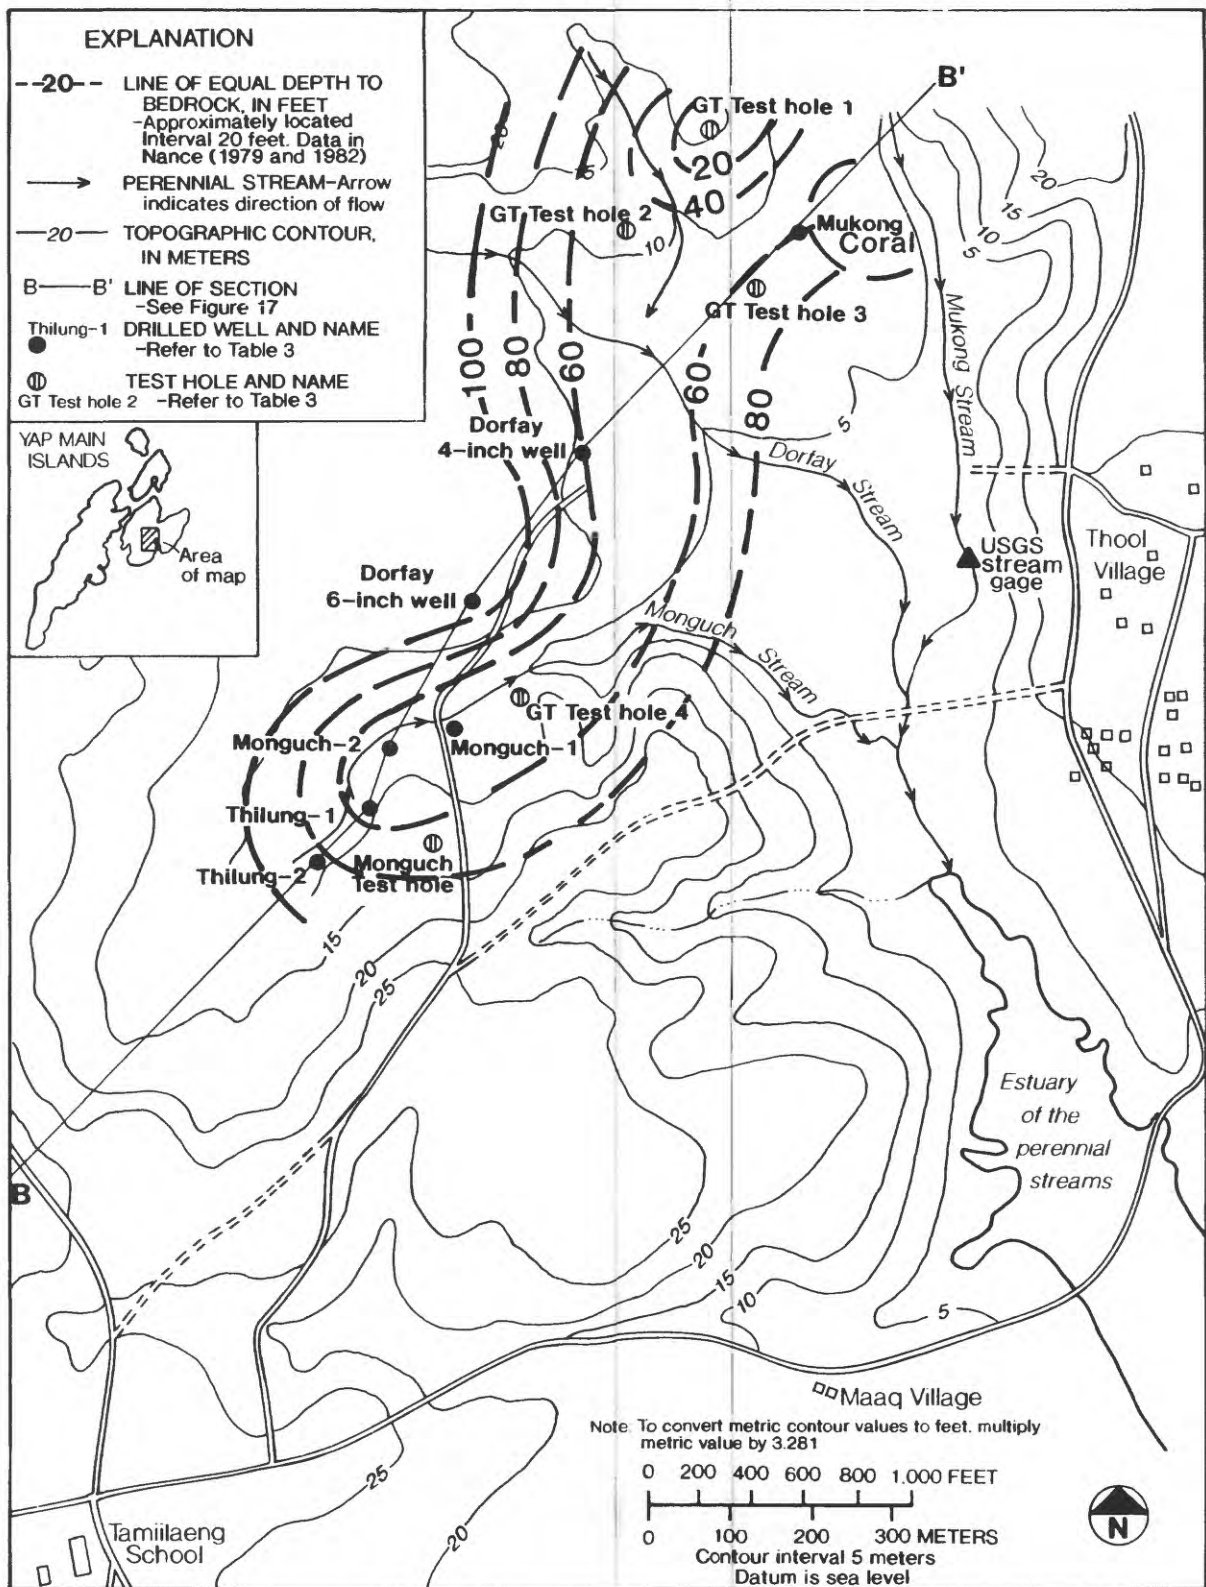 EXPLANATION
--20-- LINE OF EQUAL DEPTH TO
BEDROCK, IN FEET
-Approximately located
Interval 20 feet. Data in
Nance (1979 and 1982)
PERENNIAL STREAM-Arrow
indicates direction of flow
20 TOPOGRAPHIC CONTOUR,
IN METERS
B B' LINE OF SECTION
-See Figure 17
Thilung-1 DRILLED WELL AND NAME
-Refer to Table 3
TEST HOLE AND NAME
GT Test hole 2 -Refer to Table 3
YAP MAIN
ISLANDS
Area
of map
B'
GT Test hole 1
20
40
5
GT Test hole 2
10
Mukong
Coral
GT Test hole 3
20
15
10
5
100
80
60
60
80
5
Mukong Stream
Dorfay
4-inch well
Dorfay
Stream
USGS
stream
gage
Thool
Village
Dorfay
6-inch well
Monguch
Stream
GT Test hole 4
Monguch-2
Monguch-1
Thilung-1
Thilung-2
Monguch
Test hole
15
20
25
B
Estuary
of the
perennial
streams
25
20
15
10
5
Maaq Village
Note: To convert metric contour values to feet. multiply
metric value by 3.281
0 200 400 600 800 1.000 FEET
0 100 200 300 METERS
Contour interval 5 meters
Datum is sea level
N
25
20
Tamiilaeng
School